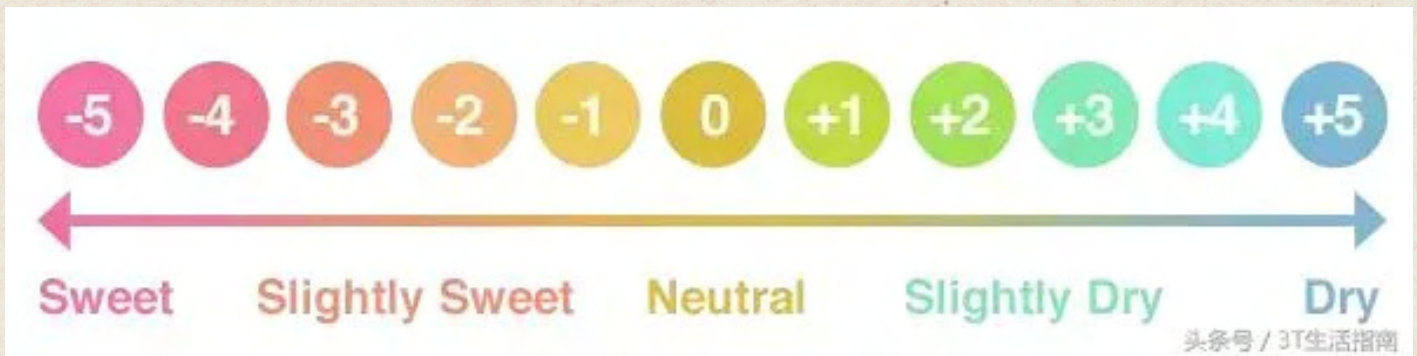 -5 -4 -3 -2 -1 0 +1 +2 +3 +4 +5
Sweet Slightly Sweet Neutral Slightly Dry Dry
头条号 / 3T生活指南